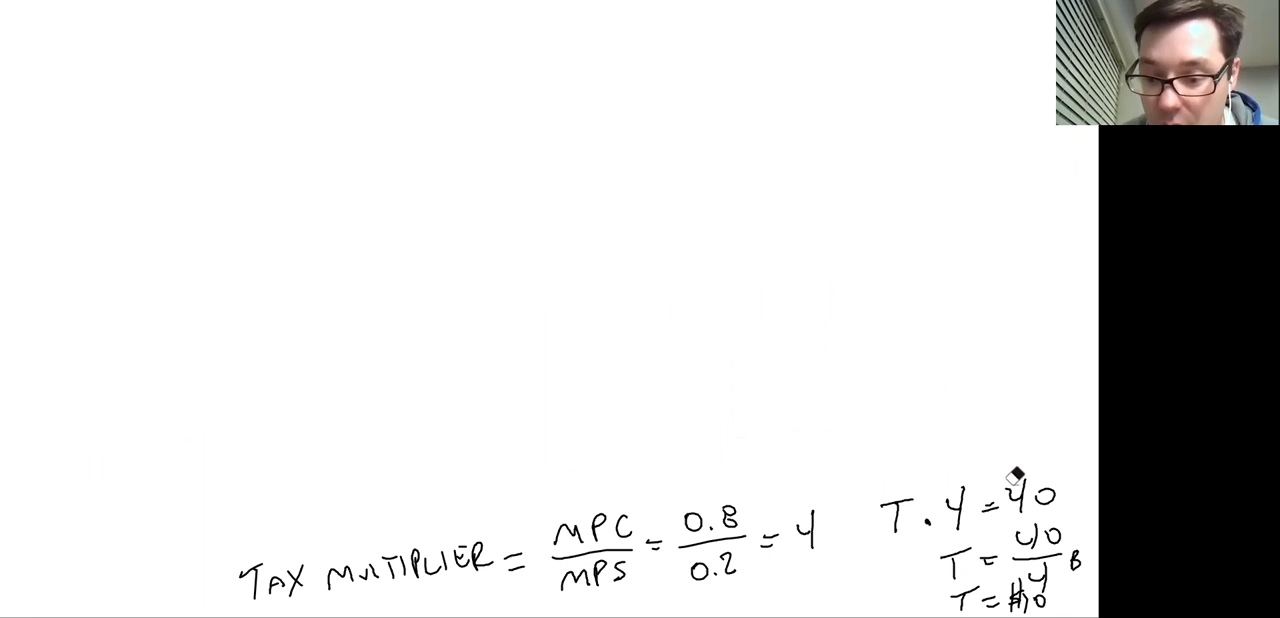 TAX MULTIPLIER = MPC/MPS = 0.8/0.2 = 4
T . 4 = 40
T = 40/4 B
T = $10